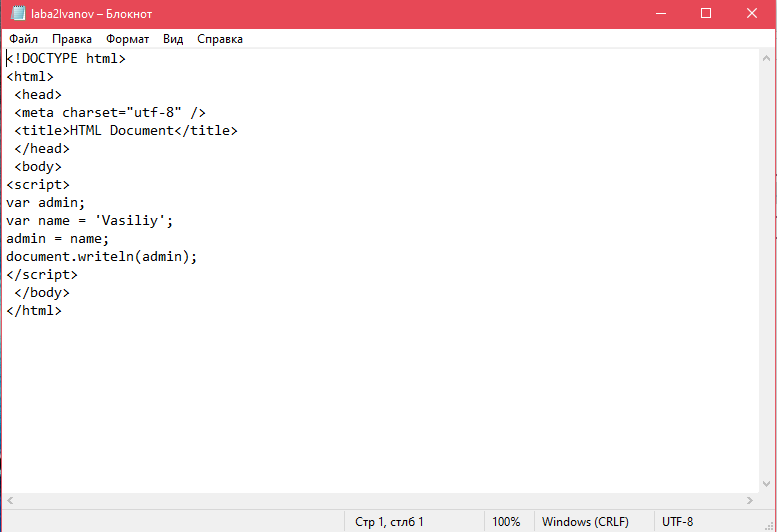 laba2Ivanov – Блокнот
Файл Правка Формат Вид Справка
<!DOCTYPE html>
<html>
 <head>
 <meta charset="utf-8" />
 <title>HTML Document</title>
 </head>
 <body>
<script>
var admin;
var name = 'Vasiliy';
admin = name;
document.writeln(admin);
</script>
 </body>
</html>
Стр 1, стлб 1 100% Windows (CRLF) UTF-8